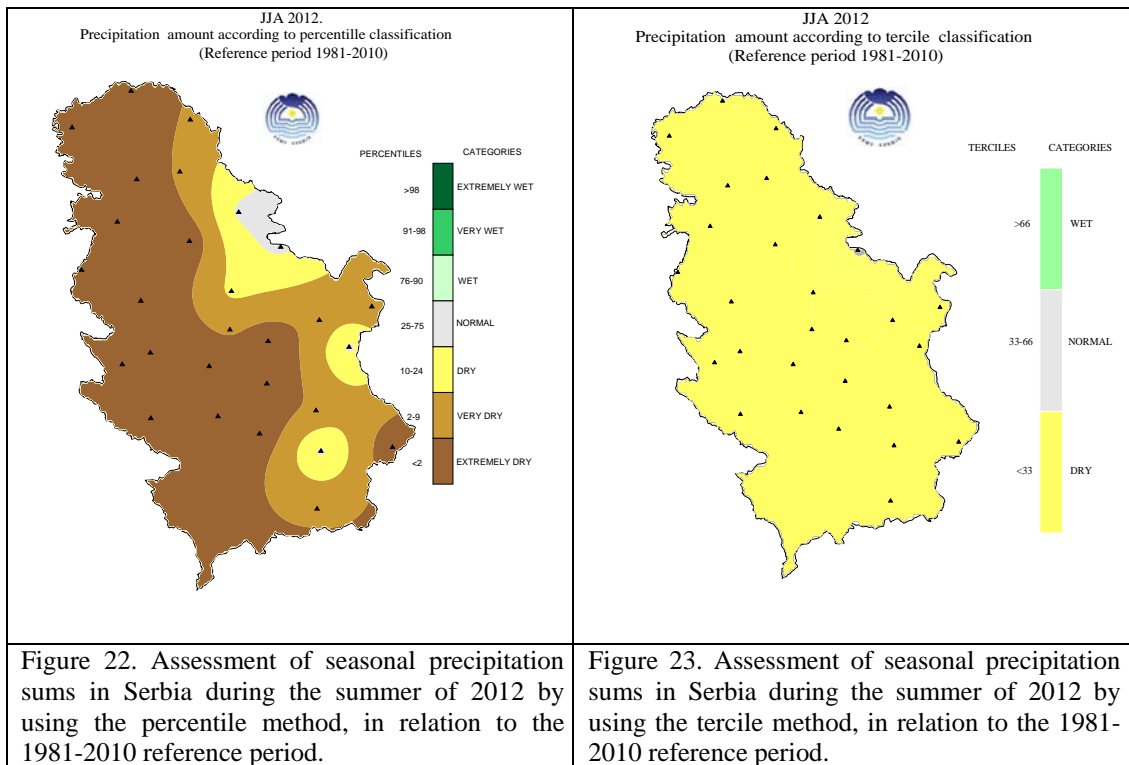 JJA 2012.
Precipitation amount according to percentille classification
(Reference period 1981-2010)
PERCENTILES CATEGORIES
>98 EXTREMELY WET
91-98 VERY WET
76-90 WET
25-75 NORMAL
10-24 DRY
2-9 VERY DRY
<2 EXTREMELY DRY
JJA 2012
Precipitation amount according to tercile classification
(Reference period 1981-2010)
TERCILES CATEGORIES
>66 WET
33-66 NORMAL
<33 DRY
Figure 22. Assessment of seasonal precipitation
sums in Serbia during the summer of 2012 by
using the percentile method, in relation to the
1981-2010 reference period.
Figure 23. Assessment of seasonal precipitation
sums in Serbia during the summer of 2012 by
using the tercile method, in relation to the 1981-
2010 reference period.